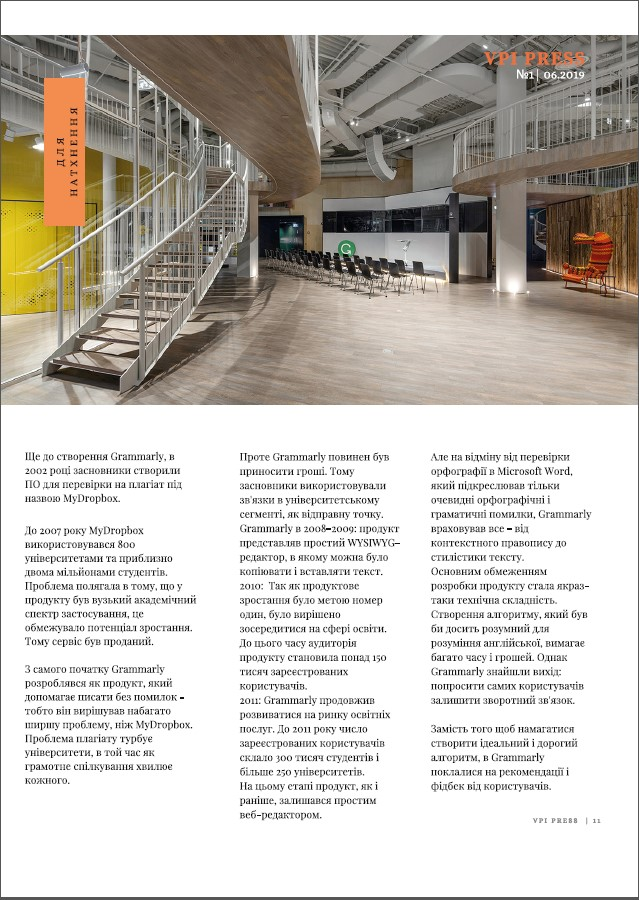 VPI PRESS
№1| 06.2019
ДЛЯ
НАТХНЕННЯ
G
Ще до створення Grammarly, в
2002 році засновники створили
ПО для перевірки на плагіат під
назвою MyDropbox.
До 2007 року MyDropbox
використовувався 800
університетами та приблизно
двома мільйонами студентів.
Проблема полягала в тому, що у
продукту був вузький академічний
спектр застосування, це
обмежувало потенціал зростання.
Тому сервіс був проданий.
З самого початку Grammarly
розроблявся як продукт, який
допомагає писати без помилок –
тобто він вирішував набагато
ширшу проблему, ніж MyDropbox.
Проблема плагіату турбує
університети, в той час як
грамотне спілкування хвилює
кожного.
Проте Grammarly повинен був
приносити гроші. Тому
засновники використовували
зв'язки в університетському
сегменті, як відправну точку.
Grammarly в 2008–2009: продукт
представляв простий WYSIWYG–
редактор, в якому можна було
копіювати і вставляти текст.
2010: Так як продуктове
зростання було метою номер
один, було вирішено
зосередитися на сфері освіти.
До цього часу аудиторія
продукту становила понад 150
тисяч зареєстрованих
користувачів.
2011: Grammarly продовжив
розвиватися на ринку освітніх
послуг. До 2011 року число
зареєстрованих користувачів
склало 300 тисяч студентів і
більше 250 університетів.
На цьому етапі продукт, як і
раніше, залишався простим
веб-редактором.
Але на відміну від перевірки
орфографії в Microsoft Word,
який підкреслював тільки
очевидні орфографічні і
граматичні помилки, Grammarly
враховував все – від
контекстного правопису до
стилістики тексту.
Основним обмеженням
розробки продукту стала якраз-
таки технічна складність.
Створення алгоритму, який був
би досить розумний для
розуміння англійської, вимагає
багато часу і грошей. Однак
Grammarly знайшли вихід:
попросити самих користувачів
залишити зворотний зв'язок.
Замість того щоб намагатися
створити ідеальний і дорогий
алгоритм, в Grammarly
поклалися на рекомендації і
фідбек від користувачів.
VPI PRESS | 11